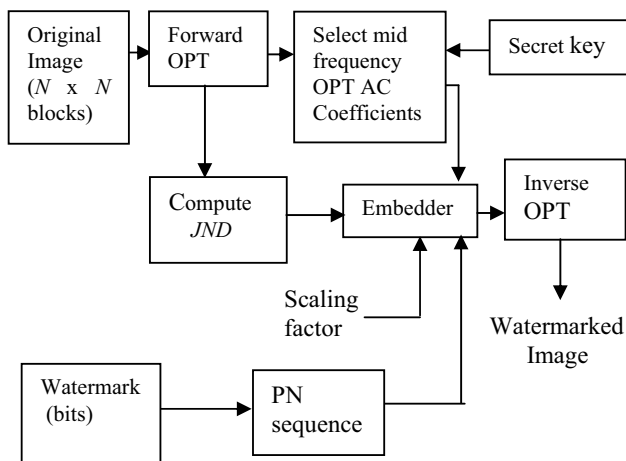 Original
Image
(N x N
blocks)
Forward
OPT
Select mid
frequency
OPT AC
Coefficients
Secret key
Compute
JND
Embedder
Inverse
OPT
Scaling
factor
Watermarked
Image
Watermark
(bits)
PN
sequence